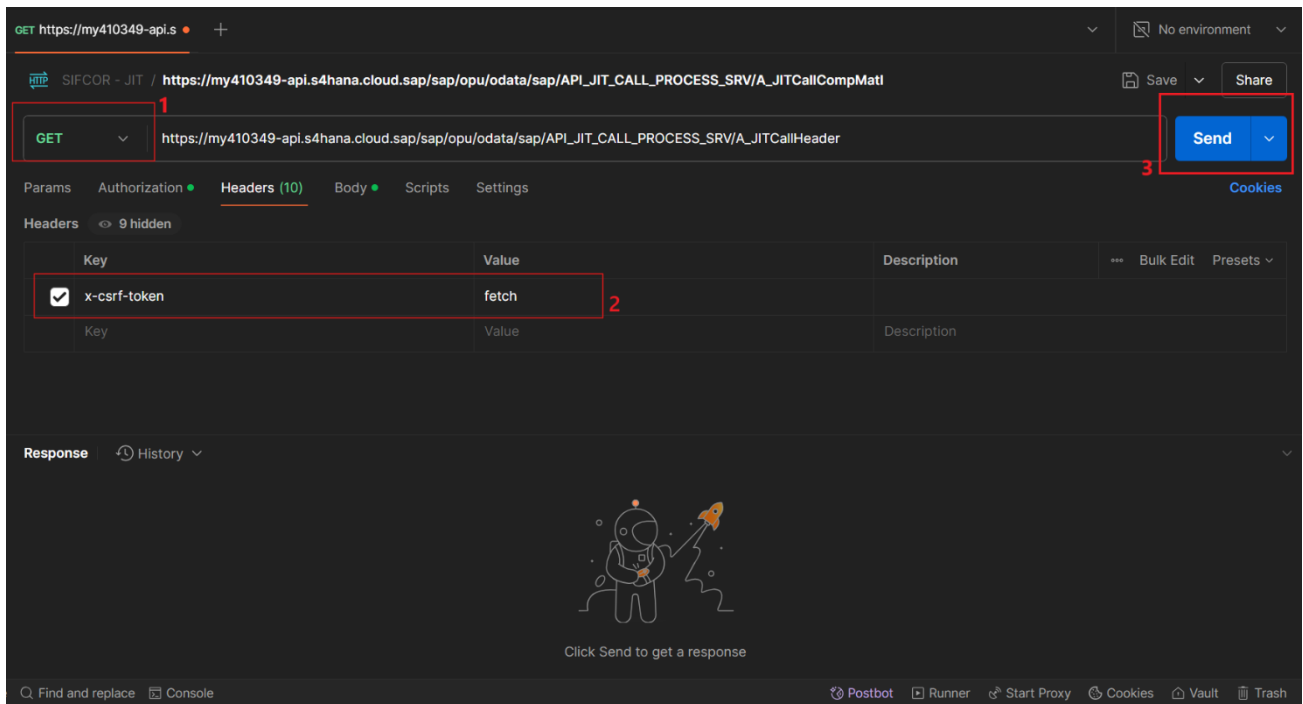 GET https://my410349-api.s
No environment
HTTP SIFCOR - JIT / https://my410349-api.s4hana.cloud.sap/sap/opu/odata/sap/API_JIT_CALL_PROCESS_SRV/A_JITCallCompMatl Save Share
1
GET https://my410349-api.s4hana.cloud.sap/sap/opu/odata/sap/API_JIT_CALL_PROCESS_SRV/A_JITCallHeader Send
3
Params Authorization Headers (10) Body Scripts Settings Cookies
Headers 9 hidden
Key Value Description Bulk Edit Presets
x-csrf-token fetch 2
Key Value Description
Response History
Click Send to get a response
Find and replace Console Postbot Runner Start Proxy Cookies Vault Trash